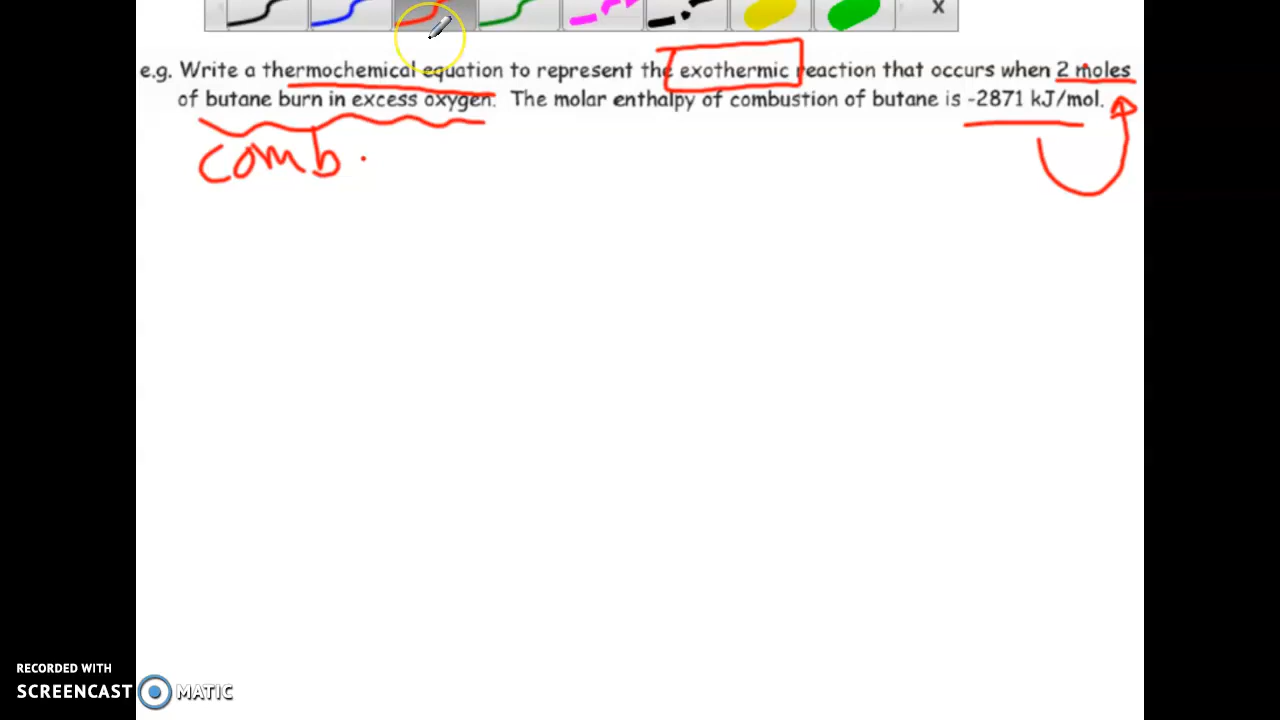 x
e.g. Write a thermochemical equation to represent the exothermic reaction that occurs when 2 moles
of butane burn in excess oxygen. The molar enthalpy of combustion of butane is -2871 kJ/mol.
comb.
RECORDED WITH
SCREENCAST MATIC